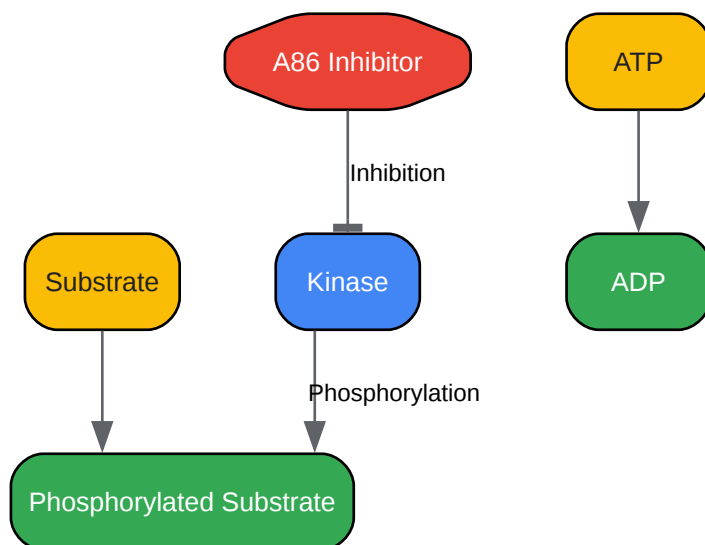 A86 Inhibitor
ATP
Inhibition
Substrate
Kinase
ADP
Phosphorylation
Phosphorylated Substrate